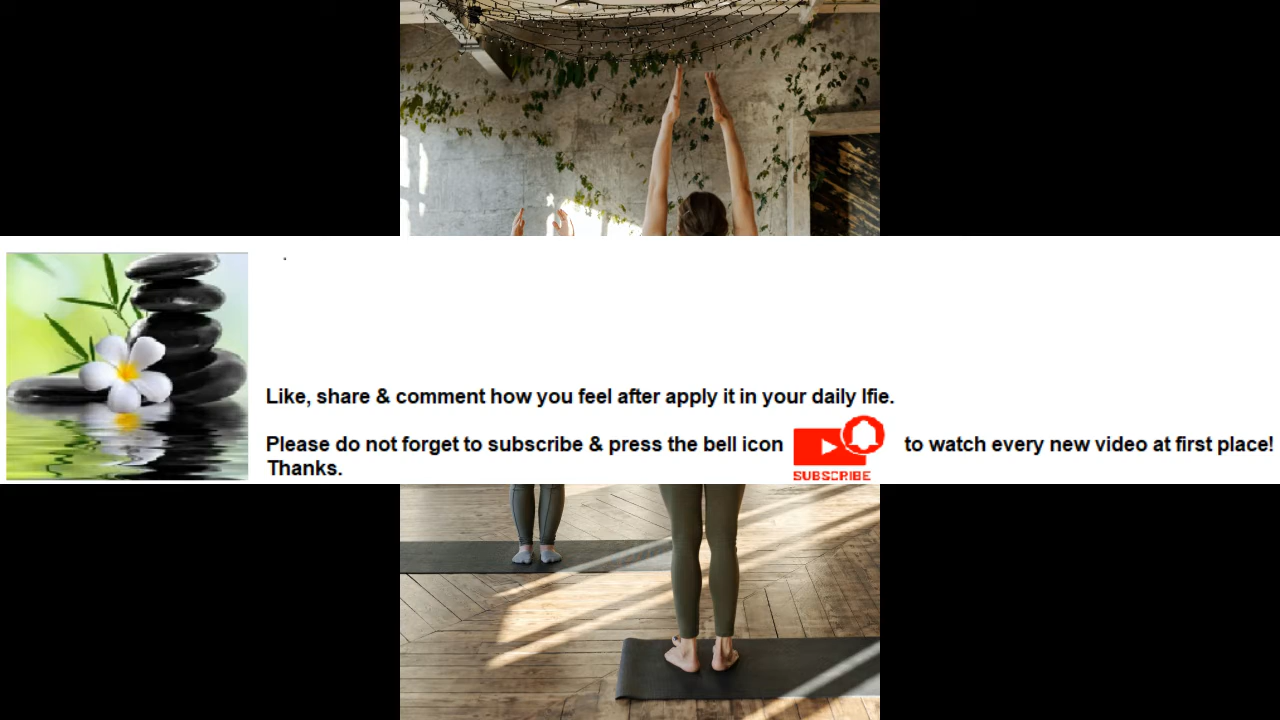 Like, share & comment how you feel after apply it in your daily lfie.
Please do not forget to subscribe & press the bell icon to watch every new video at first place!
SUBSCRIBE
Thanks.